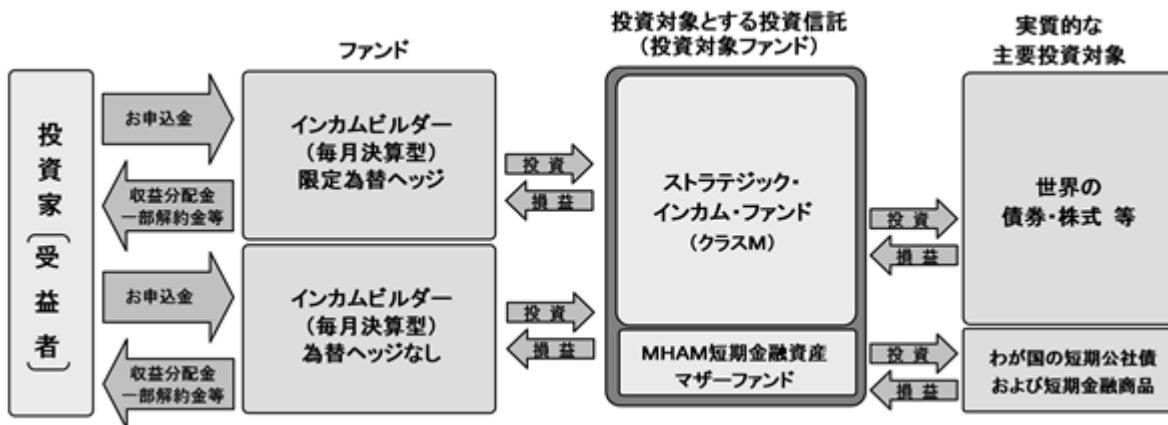 投資家〔受益者〕
お申込金
収益分配金
一部解約金等
お申込金
収益分配金
一部解約金等
ファンド
インカムビルダー
(毎月決算型)
限定為替ヘッジ
インカムビルダー
(毎月決算型)
為替ヘッジなし
投 資
損 益
投 資
損 益
投資対象とする投資信託
(投資対象ファンド)
ストラテジック・
インカム・ファンド
(クラスM)
MHAM短期金融資産
マザーファンド
投 資
損 益
投 資
損 益
実質的な
主要投資対象
世界の
債券・株式 等
わが国の短期公社債
および短期金融商品